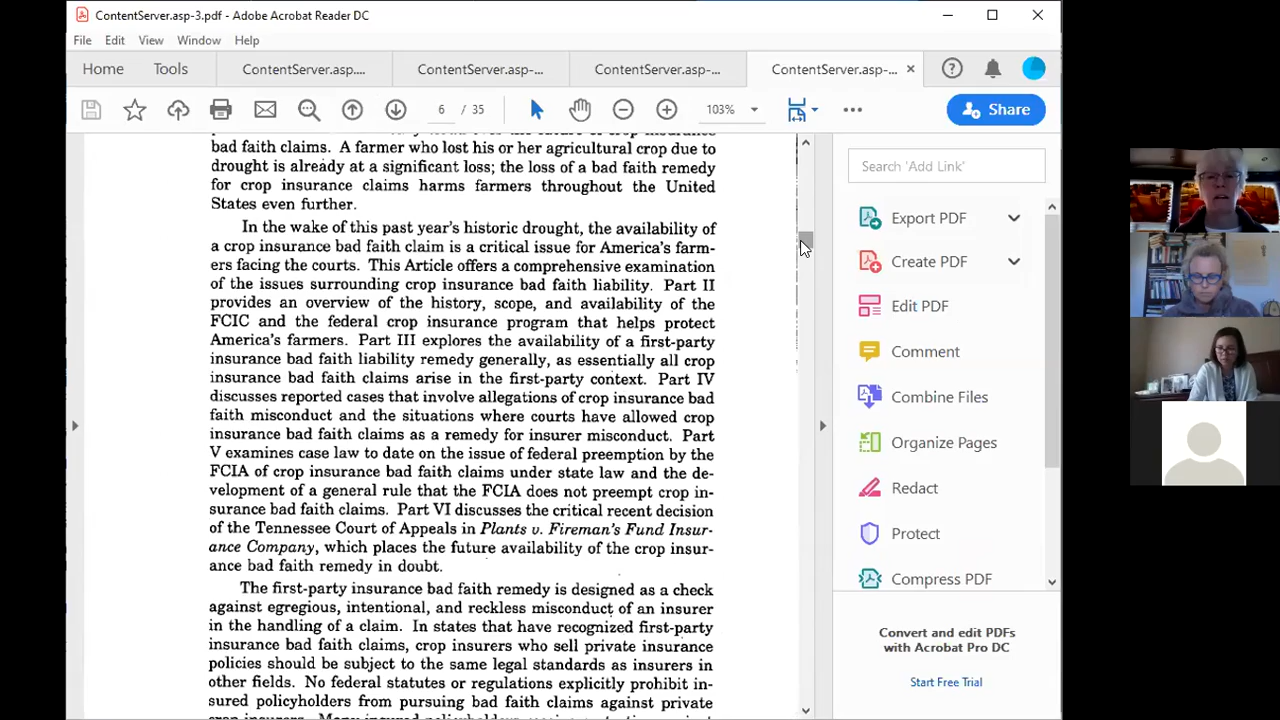 ContentServer.asp-3.pdf - Adobe Acrobat Reader DC
File Edit View Window Help
Home Tools ContentServer.asp.... ContentServer.asp-... ContentServer.asp-... ContentServer.asp-...
6 / 35 103% Share
bad faith claims. A farmer who lost his or her agricultural crop due to
drought is already at a significant loss; the loss of a bad faith remedy
for crop insurance claims harms farmers throughout the United
States even further.
In the wake of this past year's historic drought, the availability of
a crop insurance bad faith claim is a critical issue for America's farm-
ers facing the courts. This Article offers a comprehensive examination
of the issues surrounding crop insurance bad faith liability. Part II
provides an overview of the history, scope, and availability of the
FCIC and the federal crop insurance program that helps protect
America's farmers. Part III explores the availability of a first-party
insurance bad faith liability remedy generally, as essentially all crop
insurance bad faith claims arise in the first-party context. Part IV
discusses reported cases that involve allegations of crop insurance bad
faith misconduct and the situations where courts have allowed crop
insurance bad faith claims as a remedy for insurer misconduct. Part
V examines case law to date on the issue of federal preemption by the
FCIA of crop insurance bad faith claims under state law and the de-
velopment of a general rule that the FCIA does not preempt crop in-
surance bad faith claims. Part VI discusses the critical recent decision
of the Tennessee Court of Appeals in Plants v. Fireman's Fund Insur-
ance Company, which places the future availability of the crop insur-
ance bad faith remedy in doubt.
The first-party insurance bad faith remedy is designed as a check
against egregious, intentional, and reckless misconduct of an insurer
in the handling of a claim. In states that have recognized first-party
insurance bad faith claims, crop insurers who sell private insurance
policies should be subject to the same legal standards as insurers in
other fields. No federal statutes or regulations explicitly prohibit in-
sured policyholders from pursuing bad faith claims against private
Search 'Add Link'
Export PDF
Create PDF
Edit PDF
Comment
Combine Files
Organize Pages
Redact
Protect
Compress PDF
Convert and edit PDFs
with Acrobat Pro DC
Start Free Trial